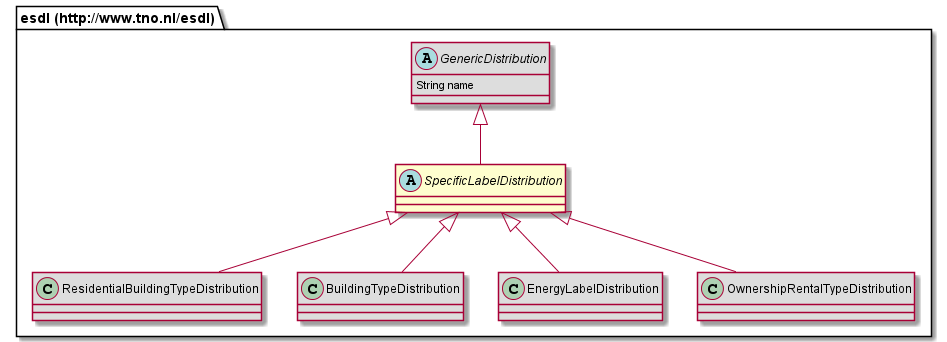 esdl (http://www.tno.nl/esdl)
A GenericDistribution
String name
A SpecificLabelDistribution
C ResidentialBuildingTypeDistribution
C BuildingTypeDistribution
C EnergyLabelDistribution
C OwnershipRentalTypeDistribution